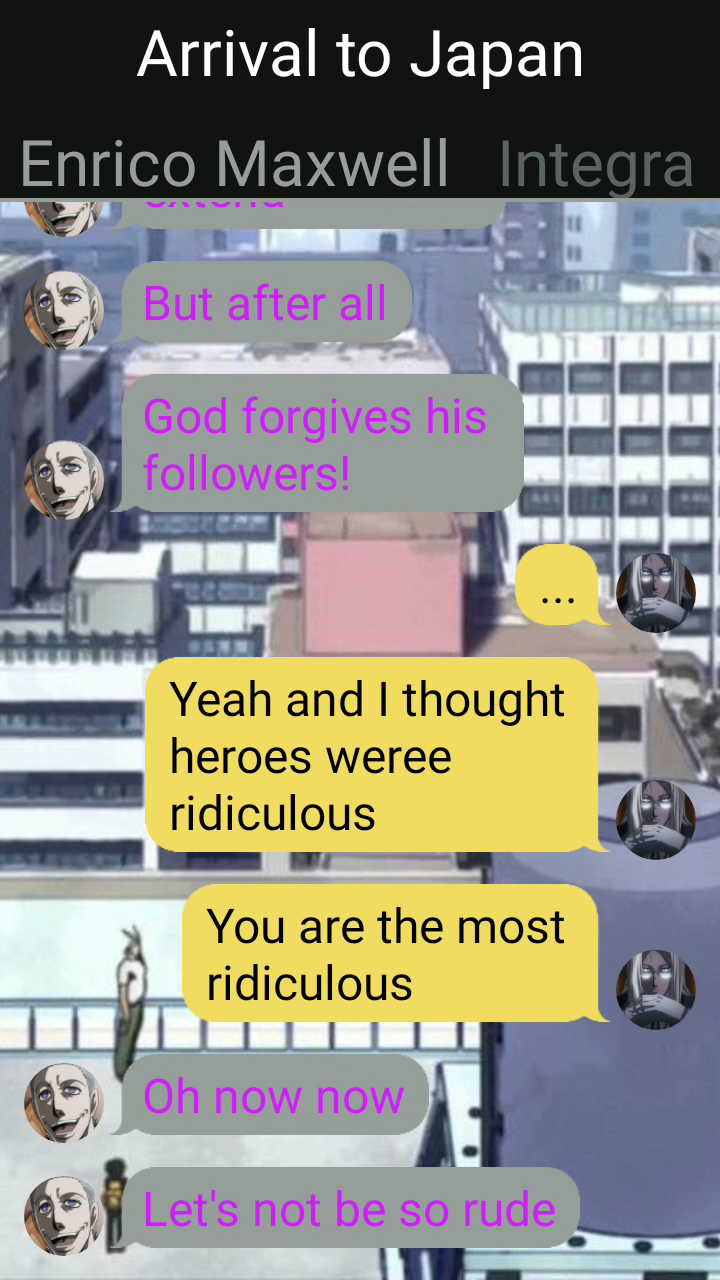 Arrival to Japan
Enrico Maxwell Integra
extend
But after all
God forgives his
followers!
...
Yeah and I thought
heroes weree
ridiculous
You are the most
ridiculous
Oh now now
Let's not be so rude